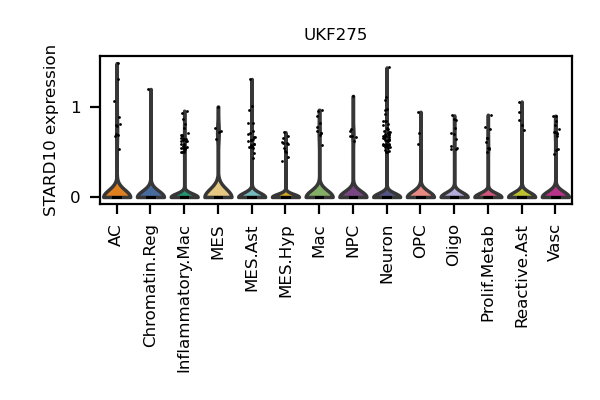 UKF275
STARD10 expression
1
0
AC
Chromatin.Reg
Inflammatory.Mac
MES
MES.Ast
MES.Hyp
Mac
NPC
Neuron
OPC
Oligo
Prolif.Metab
Reactive.Ast
Vasc